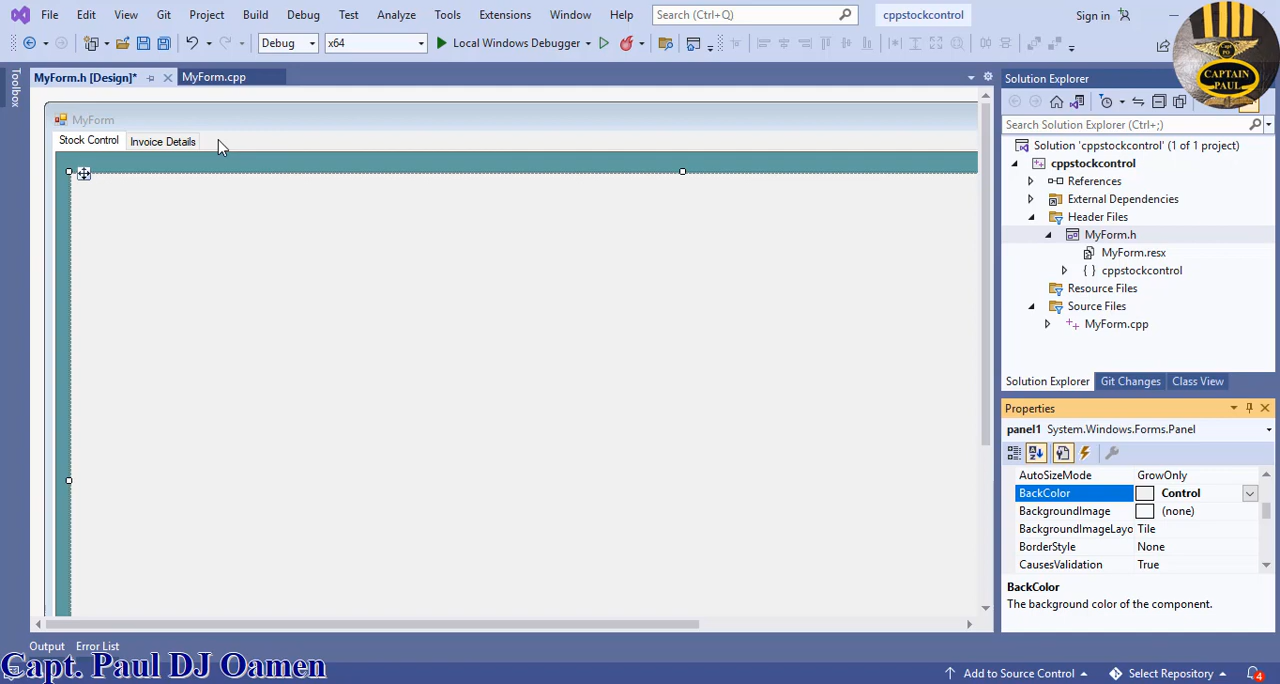 File Edit View Git Project Build Debug Test Analyze Tools Extensions Window Help Search (Ctrl+Q) cppstockcontrol Sign in
Debug x64 Local Windows Debugger
MyForm.h [Design]* MyForm.cpp
Toolbox
MyForm
Stock Control Invoice Details
Solution Explorer
Search Solution Explorer (Ctrl+;)
Solution 'cppstockcontrol' (1 of 1 project)
cppstockcontrol
References
External Dependencies
Header Files
MyForm.h
MyForm.resx
cppstockcontrol
Resource Files
Source Files
MyForm.cpp
Solution Explorer Git Changes Class View
Properties
panel1 System.Windows.Forms.Panel
AutoSizeMode GrowOnly
BackColor Control
BackgroundImage (none)
BackgroundImageLayo Tile
BorderStyle None
CausesValidation True
BackColor
The background color of the component.
Output Error List
Capt. Paul DJ Oamen
Add to Source Control Select Repository 4
CAPTAIN
PAUL